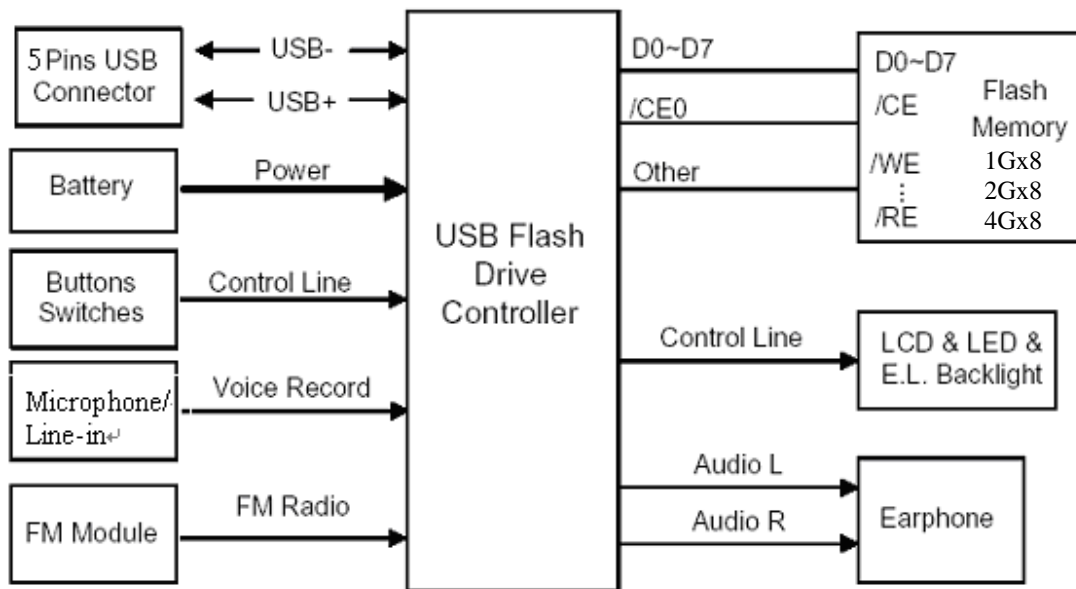 5 Pins USB
Connector
USB-
USB+
Battery
Power
Buttons
Switches
Control Line
Microphone/
Line-in↵
Voice Record
FM Module
FM Radio
USB Flash
Drive
Controller
D0~D7
/CE0
Other
D0~D7
/CE
/WE
/RE
Flash
Memory
1Gx8
2Gx8
4Gx8
Control Line
LCD & LED &
E.L. Backlight
Audio L
Audio R
Earphone